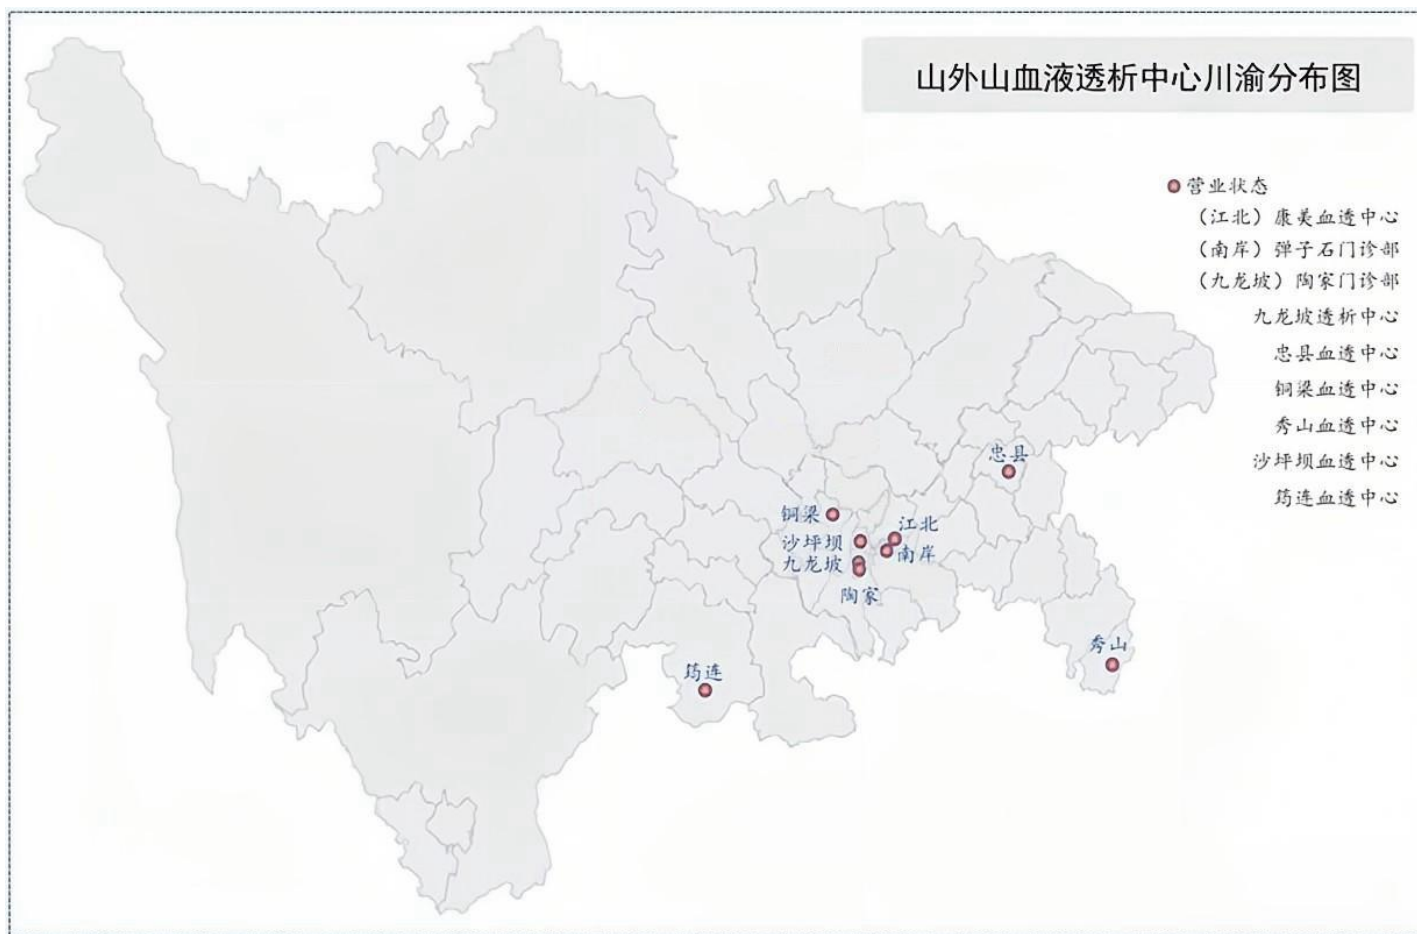 山外山血液透析中心川渝分布图
营业状态
（江北）康美血透中心
（南岸）弹子石门诊部
（九龙坡）陶家门诊部
九龙坡透析中心
忠县血透中心
铜梁血透中心
秀山血透中心
沙坪坝血透中心
筠连血透中心
忠县
铜梁
江北
沙坪坝
南岸
九龙坡
陶家
秀山
筠连